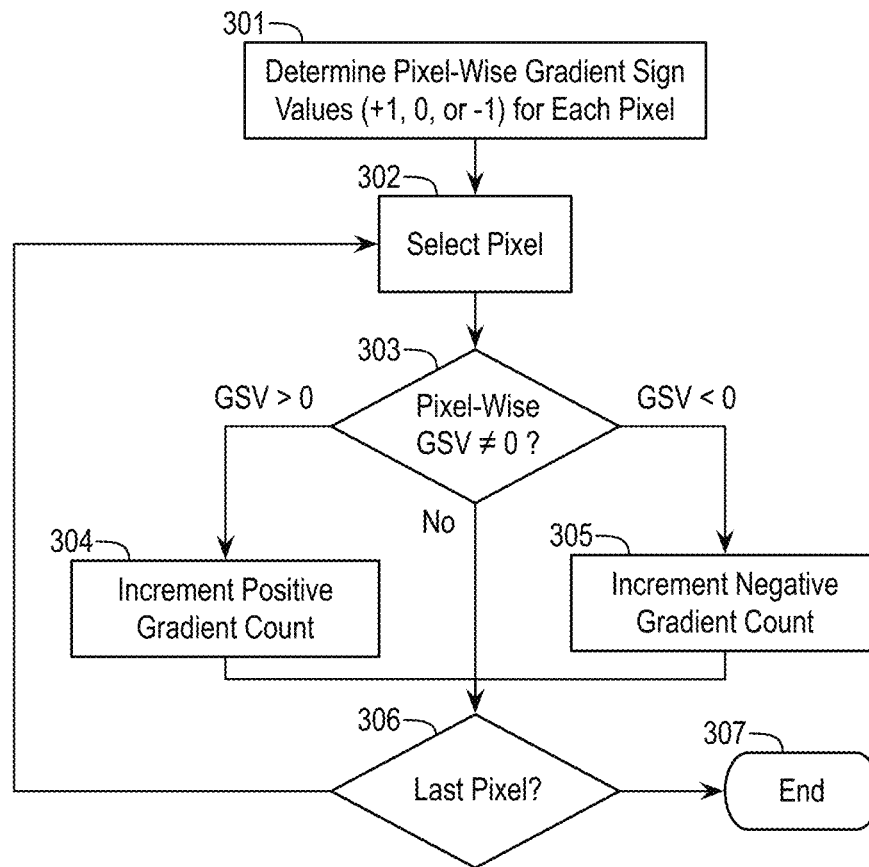 301
Determine Pixel-Wise Gradient Sign
Values (+1, 0, or -1) for Each Pixel
302
Select Pixel
303
GSV > 0
Pixel-Wise
GSV ≠ 0 ?
GSV < 0
No
304
Increment Positive
Gradient Count
305
Increment Negative
Gradient Count
306
Last Pixel?
307
End